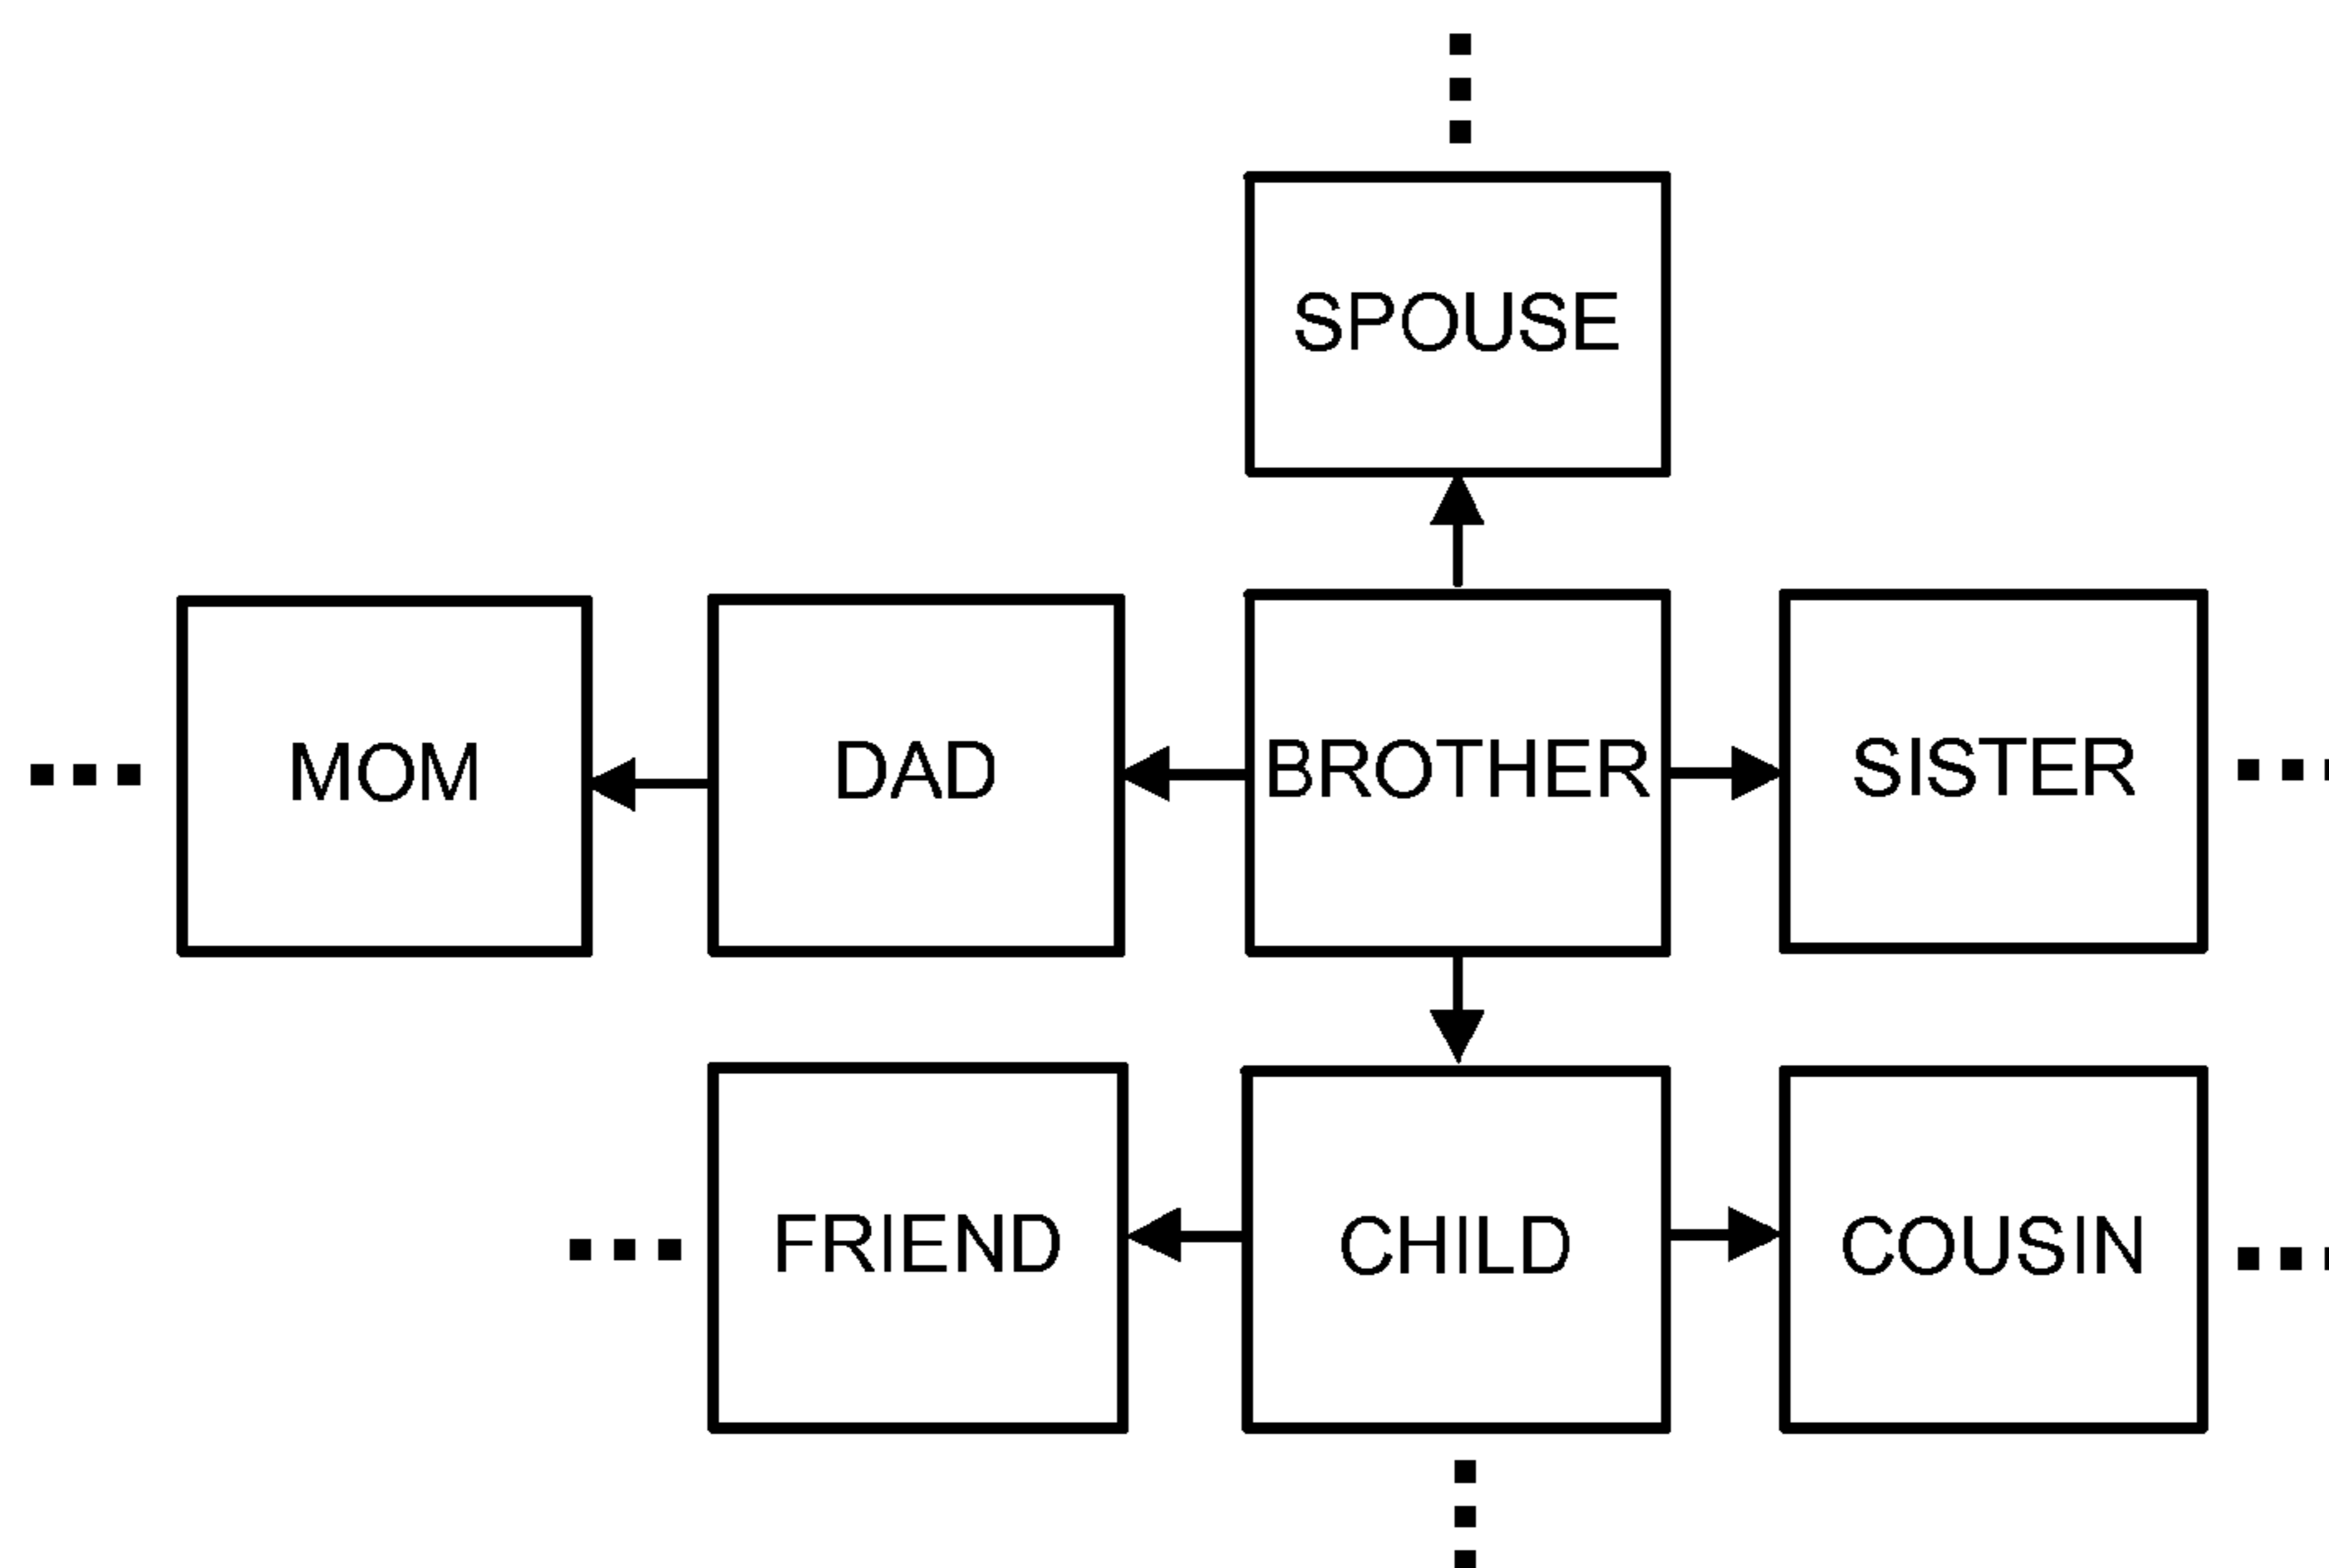 SPOUSE
MOM
DAD
BROTHER
SISTER
FRIEND
CHILD
COUSIN